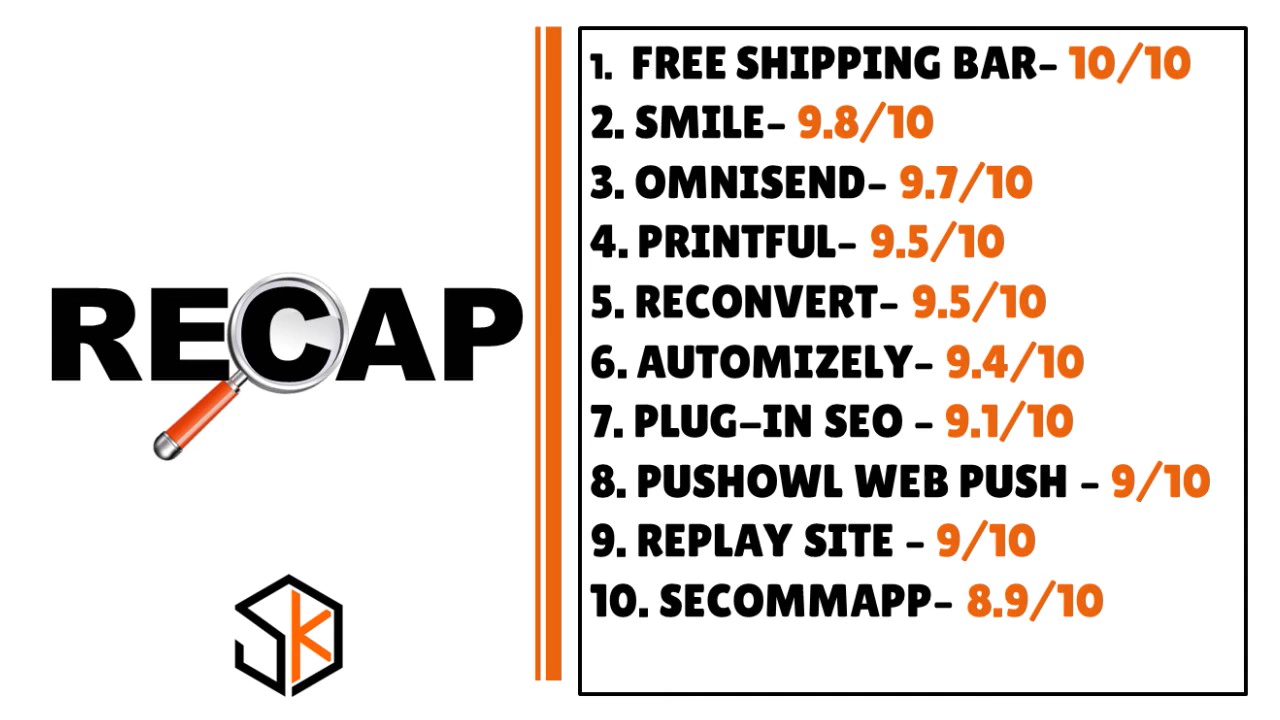 RECAP
SK
1. FREE SHIPPING BAR- 10/10
2. SMILE- 9.8/10
3. OMNISEND- 9.7/10
4. PRINTFUL- 9.5/10
5. RECONVERT- 9.5/10
6. AUTOMIZELY- 9.4/10
7. PLUG-IN SEO - 9.1/10
8. PUSHOWL WEB PUSH - 9/10
9. REPLAY SITE - 9/10
10. SECOMMAPP- 8.9/10